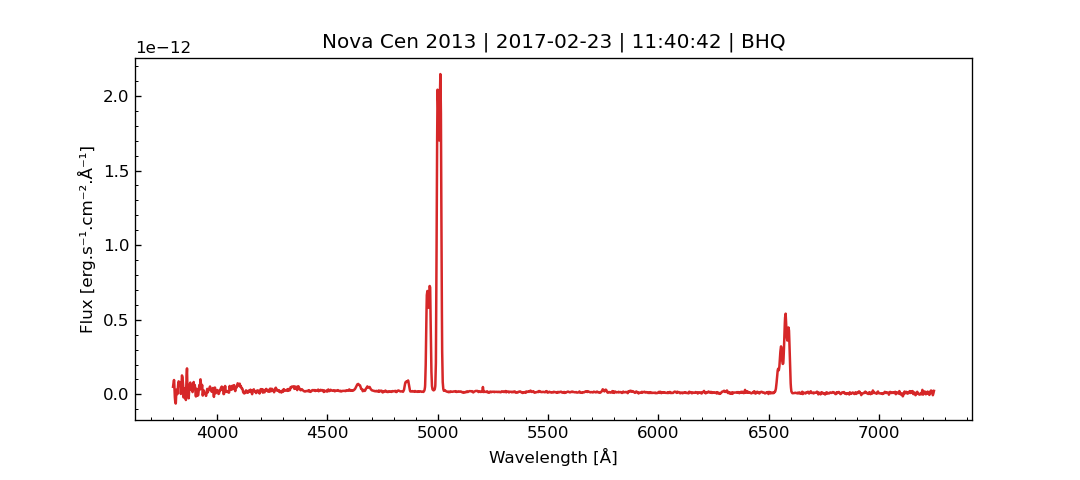 Nova Cen 2013 | 2017-02-23 | 11:40:42 | BHQ
1e−12
2.0
1.5
1.0
0.5
0.0
Flux [erg.s⁻¹.cm⁻².Å⁻¹]
4000 4500 5000 5500 6000 6500 7000
Wavelength [Å]